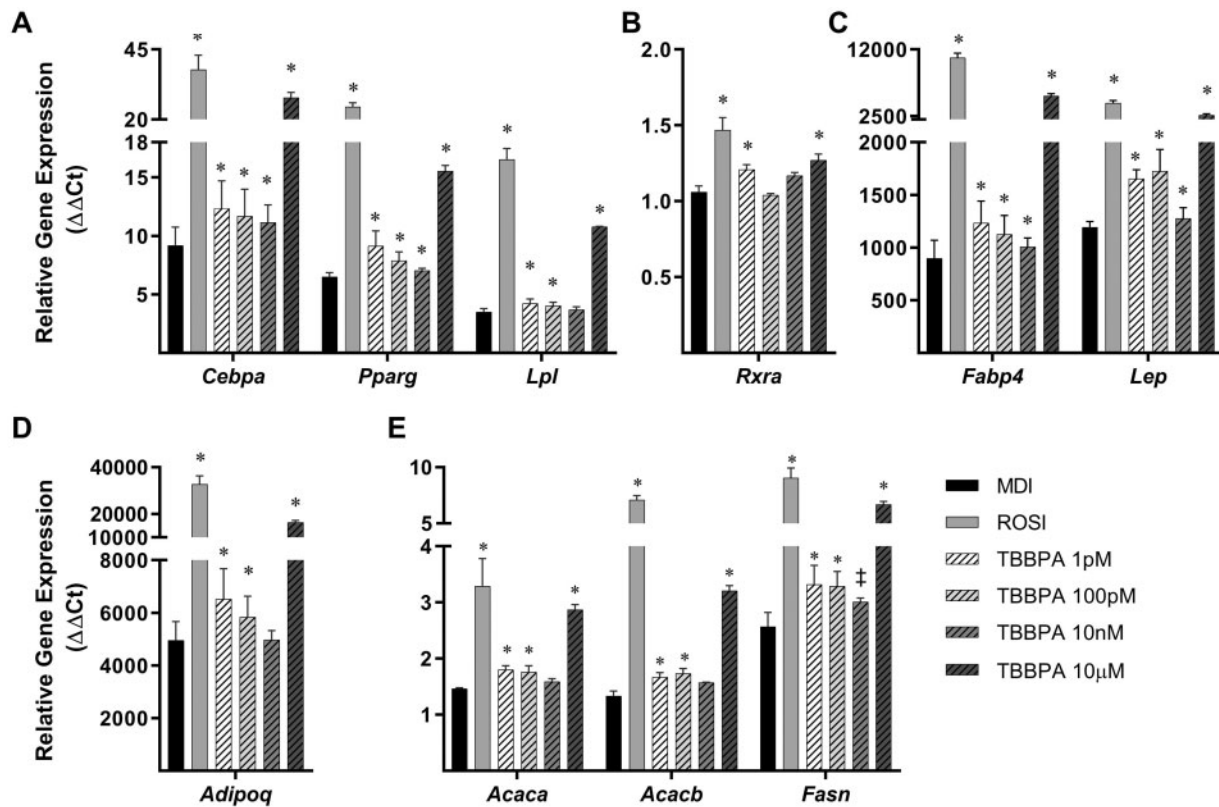 A
B
C
Relative Gene Expression
(ΔΔCt)
45
20
18
15
10
5
* * * * * *
* * * * *
* * * *
Cebpa Pparg Lpl
2.0
1.5
1.0
0.5
* * *
Rxra
12000
2500
2000
1500
1000
500
* * * * *
* * * * *
Fabp4 Lep
D
E
Relative Gene Expression
(ΔΔCt)
40000
20000
10000
8000
6000
4000
2000
* * * *
Adipoq
10
5
4
3
2
1
* * * *
* * * *
* * * ‡ *
Acaca Acacb Fasn
MDI
ROSI
TBBPA 1pM
TBBPA 100pM
TBBPA 10nM
TBBPA 10μM